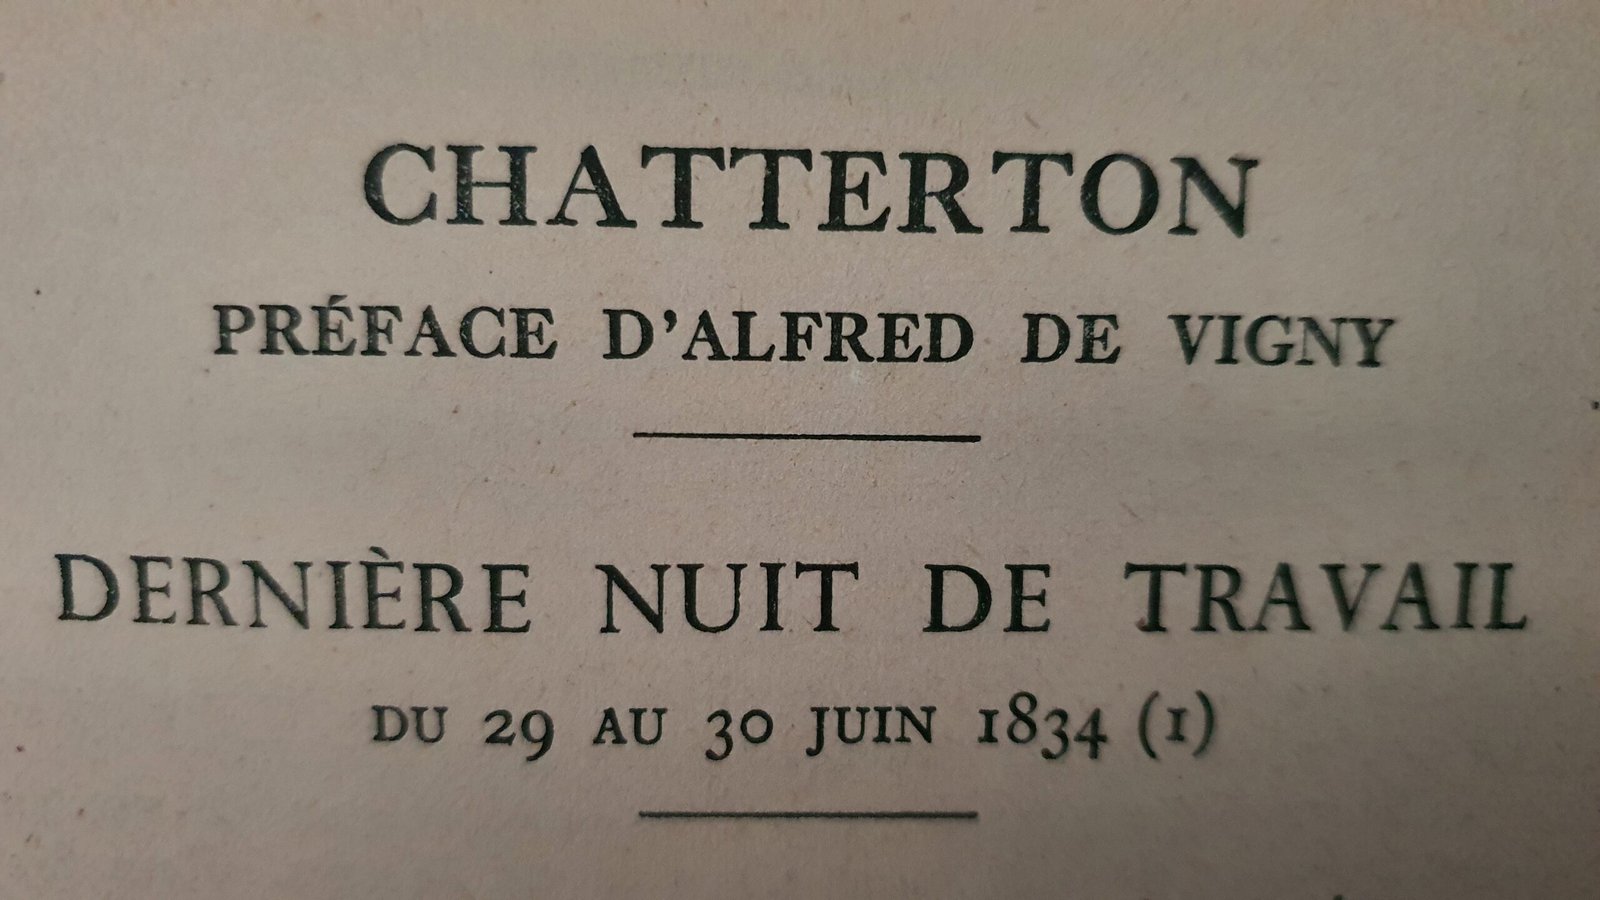 CHATTERTON
PRÉFACE D’ALFRED DE VIGNY
DERNIÈRE NUIT DE TRAVAIL
DU 29 AU 30 JUIN 1834 (1)